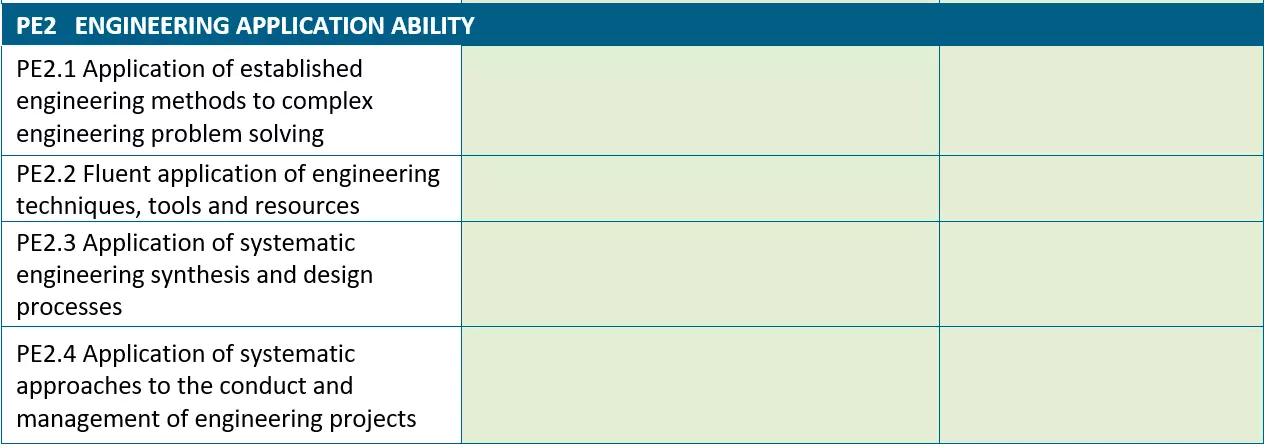 PE2 ENGINEERING APPLICATION ABILITY
PE2.1 Application of established
engineering methods to complex
engineering problem solving
PE2.2 Fluent application of engineering
techniques, tools and resources
PE2.3 Application of systematic
engineering synthesis and design
processes
PE2.4 Application of systematic
approaches to the conduct and
management of engineering projects